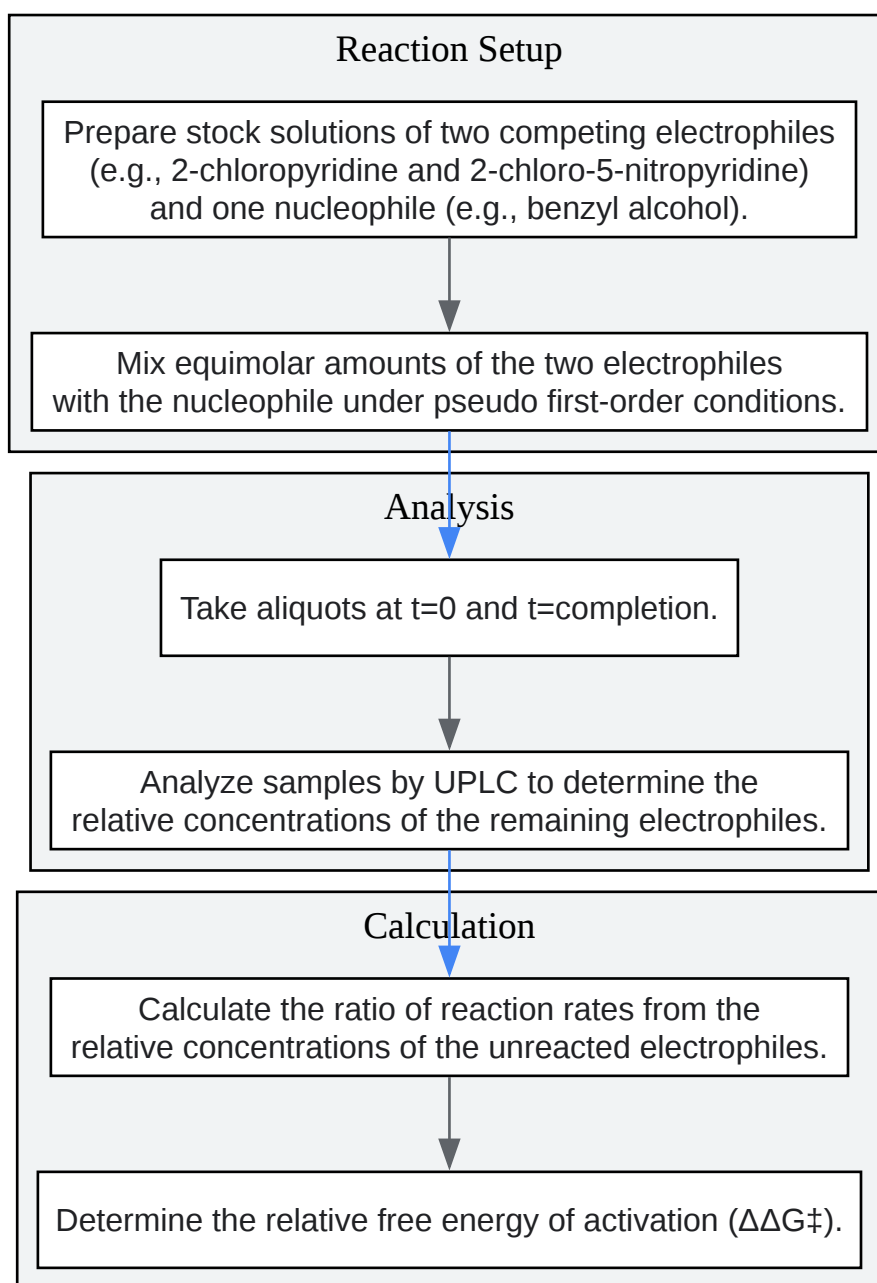 Reaction Setup
Prepare stock solutions of two competing electrophiles
(e.g., 2-chloropyridine and 2-chloro-5-nitropyridine)
and one nucleophile (e.g., benzyl alcohol).
Mix equimolar amounts of the two electrophiles
with the nucleophile under pseudo first-order conditions.
Analysis
Take aliquots at t=0 and t=completion.
Analyze samples by UPLC to determine the
relative concentrations of the remaining electrophiles.
Calculation
Calculate the ratio of reaction rates from the
relative concentrations of the unreacted electrophiles.
Determine the relative free energy of activation (ΔΔG‡).